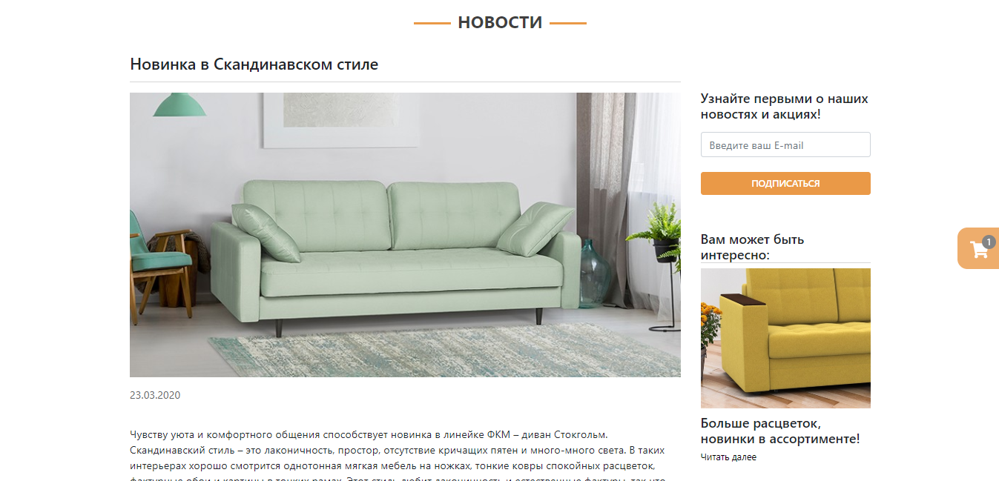 НОВОСТИ
Новинка в Скандинавском стиле
Узнайте первыми о наших
новостях и акциях!
Введите ваш E-mail
ПОДПИСАТЬСЯ
1
Вам может быть
интересно:
Больше расцветок,
новинки в ассортименте!
Читать далее
23.03.2020
Чувству уюта и комфортного общения способствует новинка в линейке ФКМ – диван Стокгольм.
Скандинавский стиль – это лаконичность, простор, отсутствие кричащих пятен и много-много света. В таких
интерьерах хорошо смотрится однотонная мягкая мебель на ножках, тонкие ковры спокойных расцветок,
фактурные обои и картины в тонких рамах. Этот стиль любит лаконичность и естественные фактуры, так что